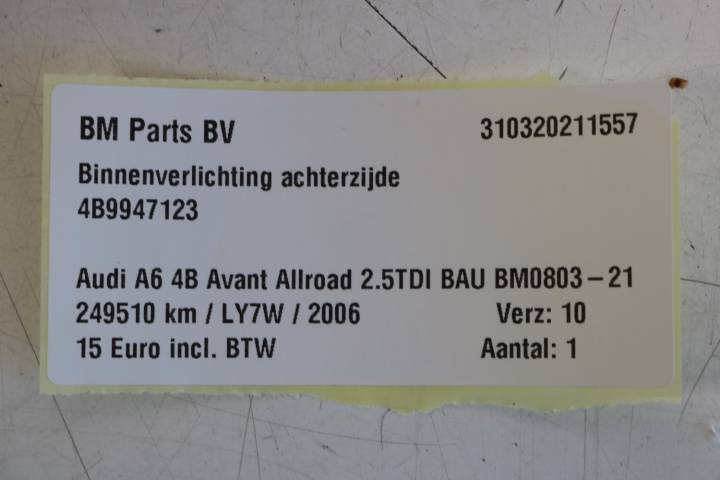 BM Parts BV 310320211557
Binnenverlichting achterzijde
4B9947123
Audi A6 4B Avant Allroad 2.5TDI BAU BM0803-21
249510 km / LY7W / 2006 Verz: 10
15 Euro incl. BTW Aantal: 1